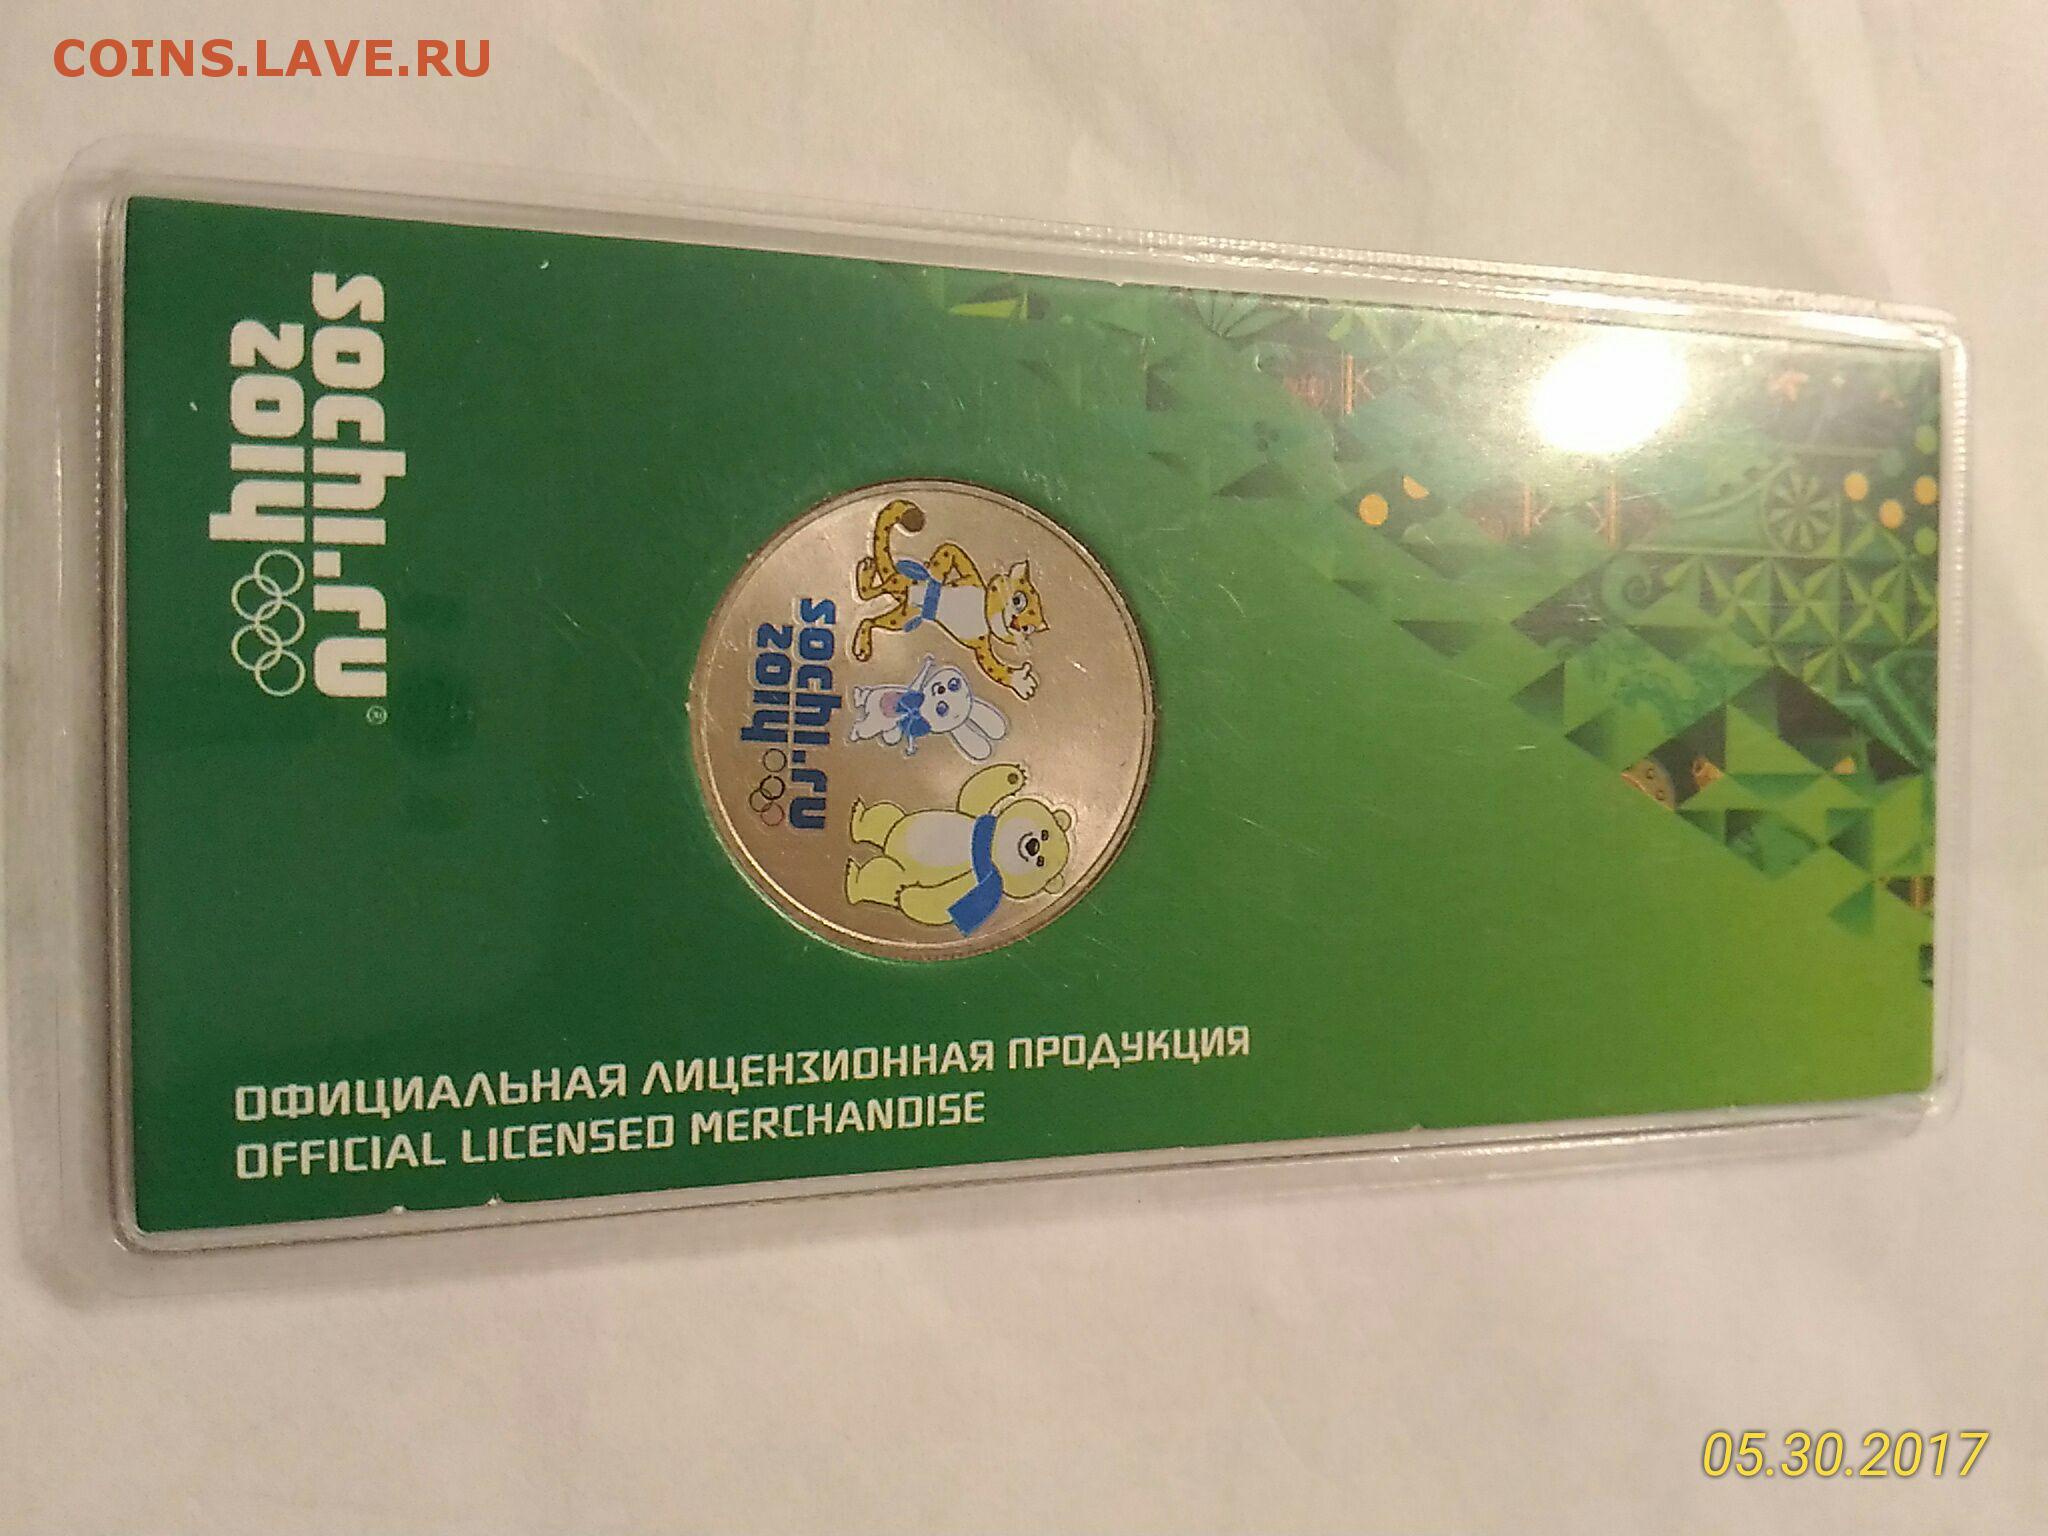 COINS.LAVE.RU
sochi.ru
2014
®
sochi.ru
2014
ОФИЦИАЛЬНАЯ ЛИЦЕНЗИОННАЯ ПРОДУКЦИЯ
OFFICIAL LICENSED MERCHANDISE
05.30.2017